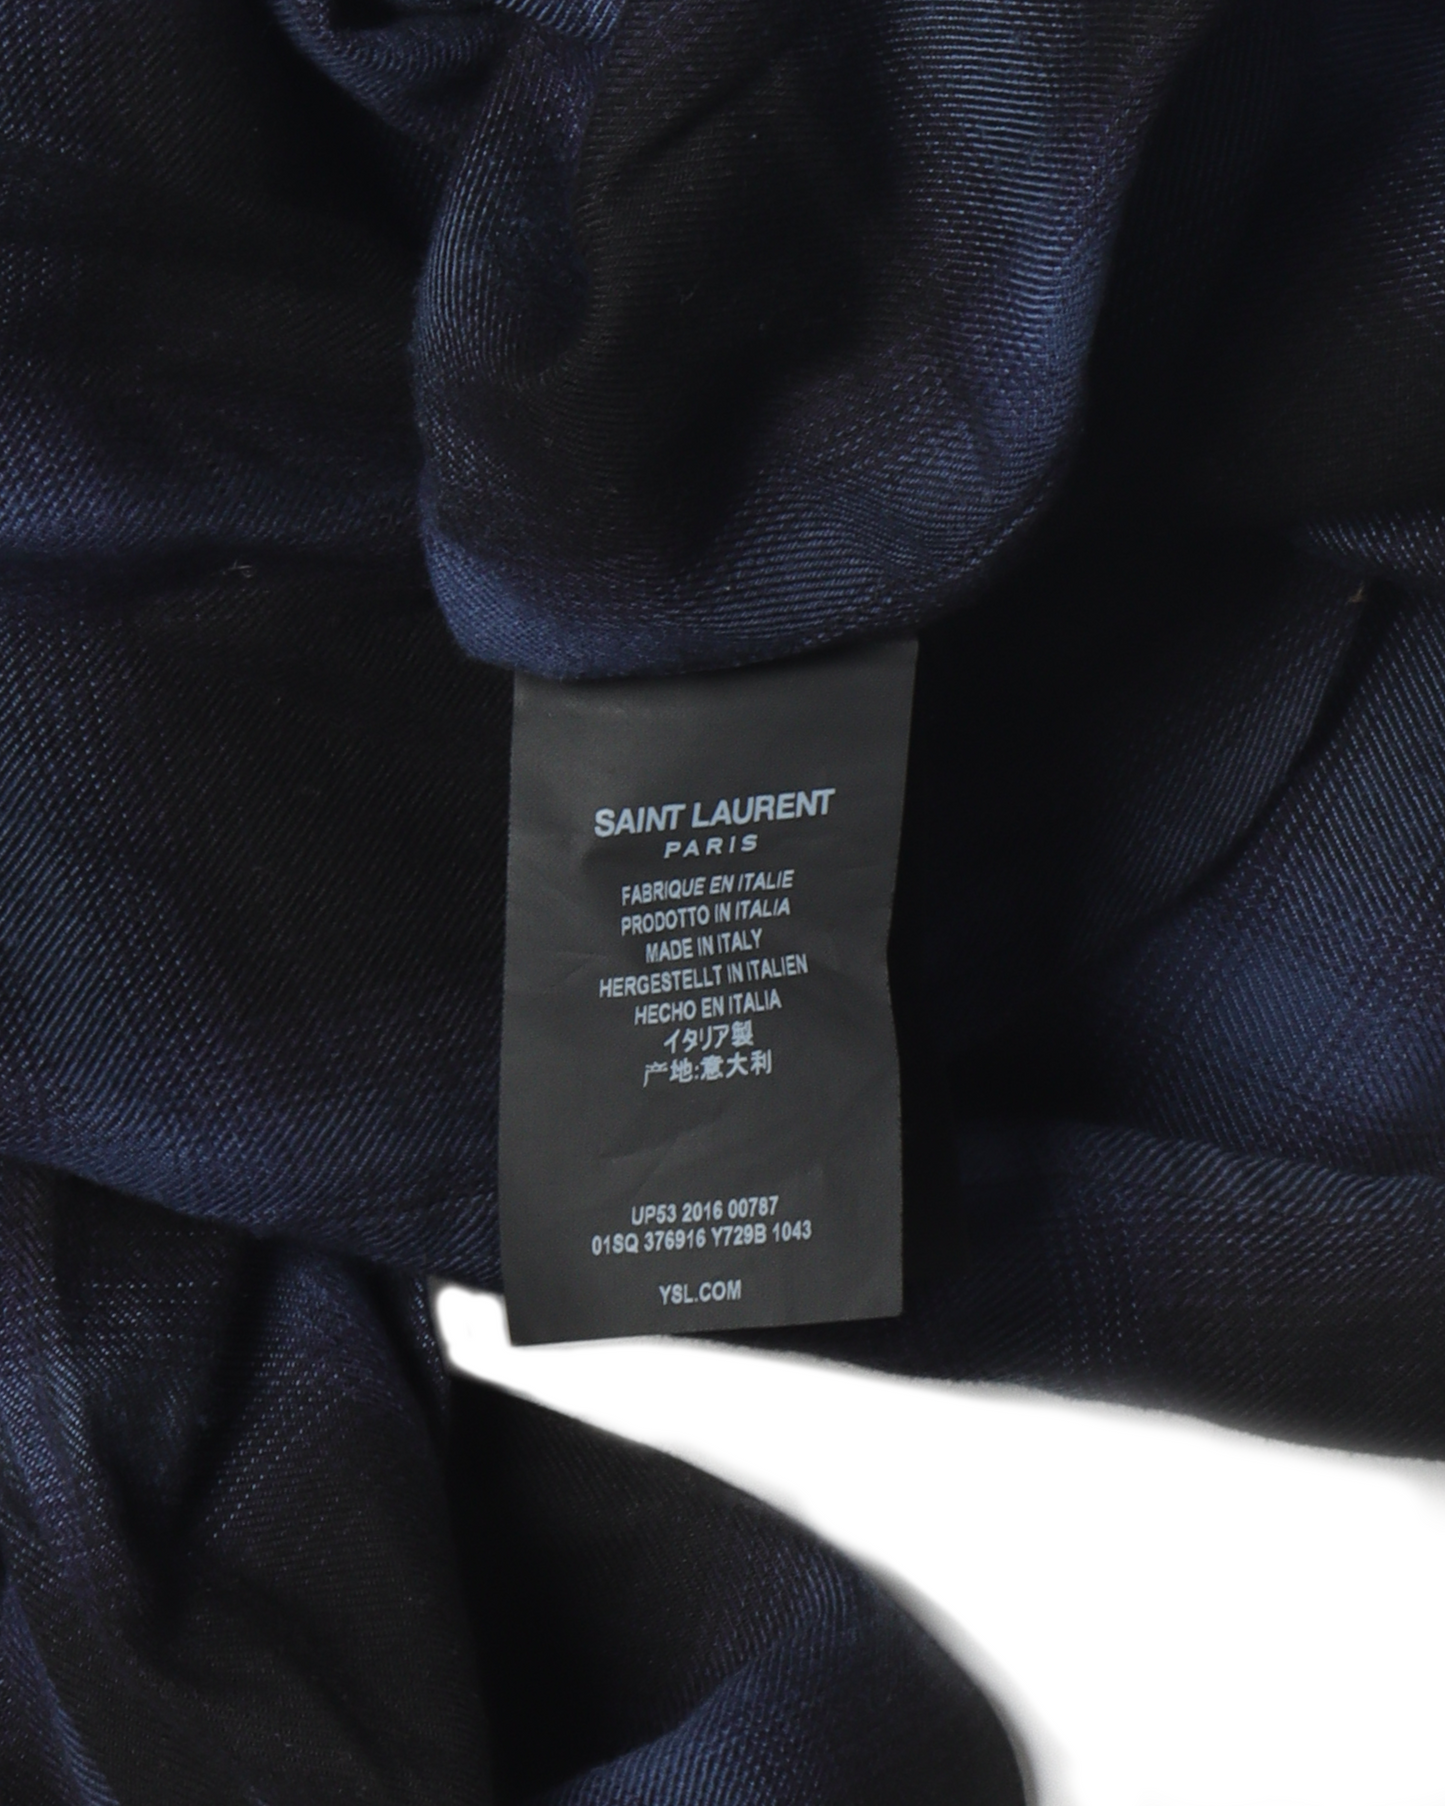 SAINT LAURENT
PARIS
FABRIQUE EN ITALIE
PRODOTTO IN ITALIA
MADE IN ITALY
HERGESTELLT IN ITALIEN
HECHO EN ITALIA
イタリア製
产地:意大利
UP53 2016 00787
01SQ 376916 Y729B 1043
YSL.COM